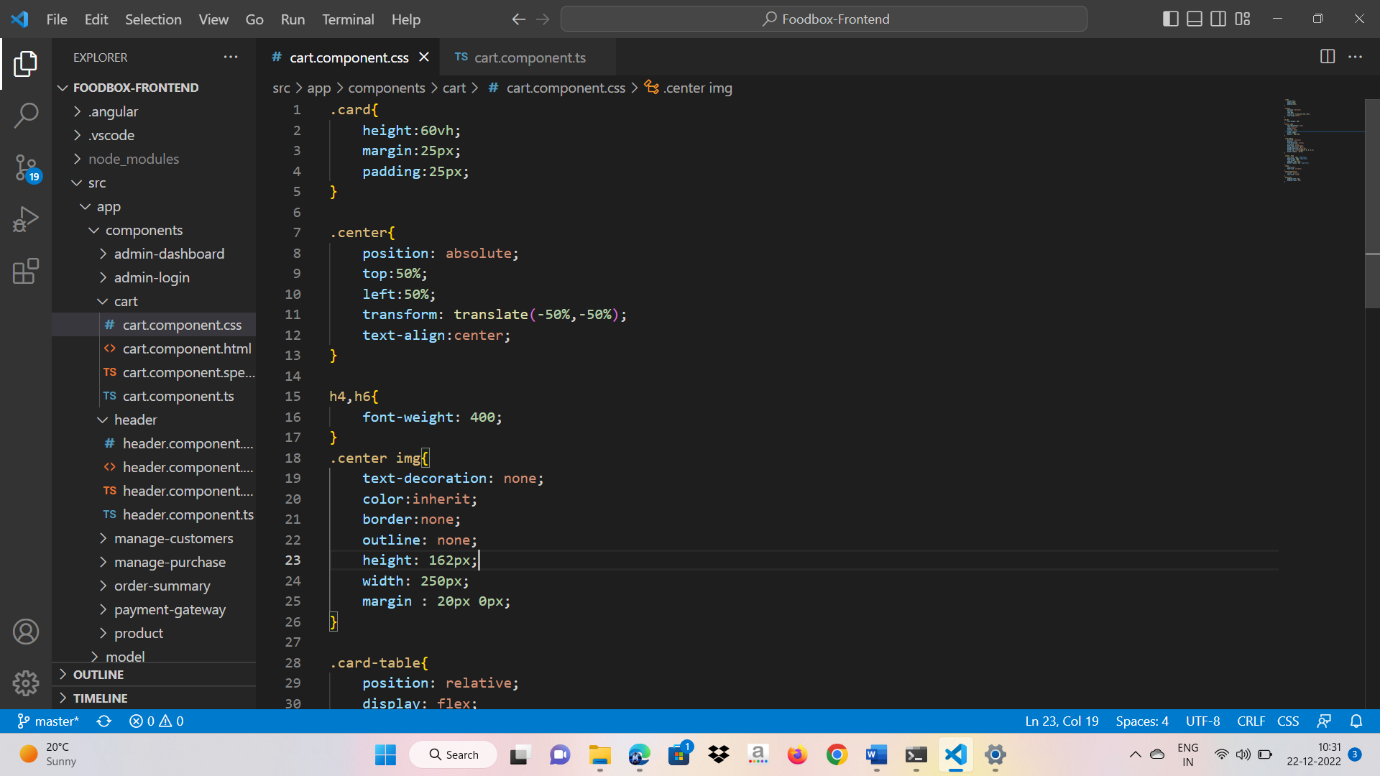 File Edit Selection View Go Run Terminal Help
Foodbox-Frontend
EXPLORER
FOODBOX-FRONTEND
.angular
.vscode
node_modules
src
app
components
admin-dashboard
admin-login
cart
# cart.component.css
<> cart.component.html
TS cart.component.spe...
TS cart.component.ts
header
# header.component....
<> header.component....
TS header.component....
TS header.component.ts
manage-customers
manage-purchase
order-summary
payment-gateway
product
model
OUTLINE
TIMELINE
19
# cart.component.css
TS cart.component.ts
src > app > components > cart > # cart.component.css > .center img
1 .card{
2 height:60vh;
3 margin:25px;
4 padding:25px;
5 }
6
7 .center{
8 position: absolute;
9 top:50%;
10 left:50%;
11 transform: translate(-50%,-50%);
12 text-align:center;
13 }
14
15 h4,h6{
16 font-weight: 400;
17 }
18 .center img{
19 text-decoration: none;
20 color:inherit;
21 border:none;
22 outline: none;
23 height: 162px;
24 width: 250px;
25 margin : 20px 0px;
26 }
27
28 .card-table{
29 position: relative;
30 display: flex;
master* 0 0 Ln 23, Col 19 Spaces: 4 UTF-8 CRLF CSS
20°C
Sunny
Search
1
a
ENG
IN
10:31
22-12-2022
3